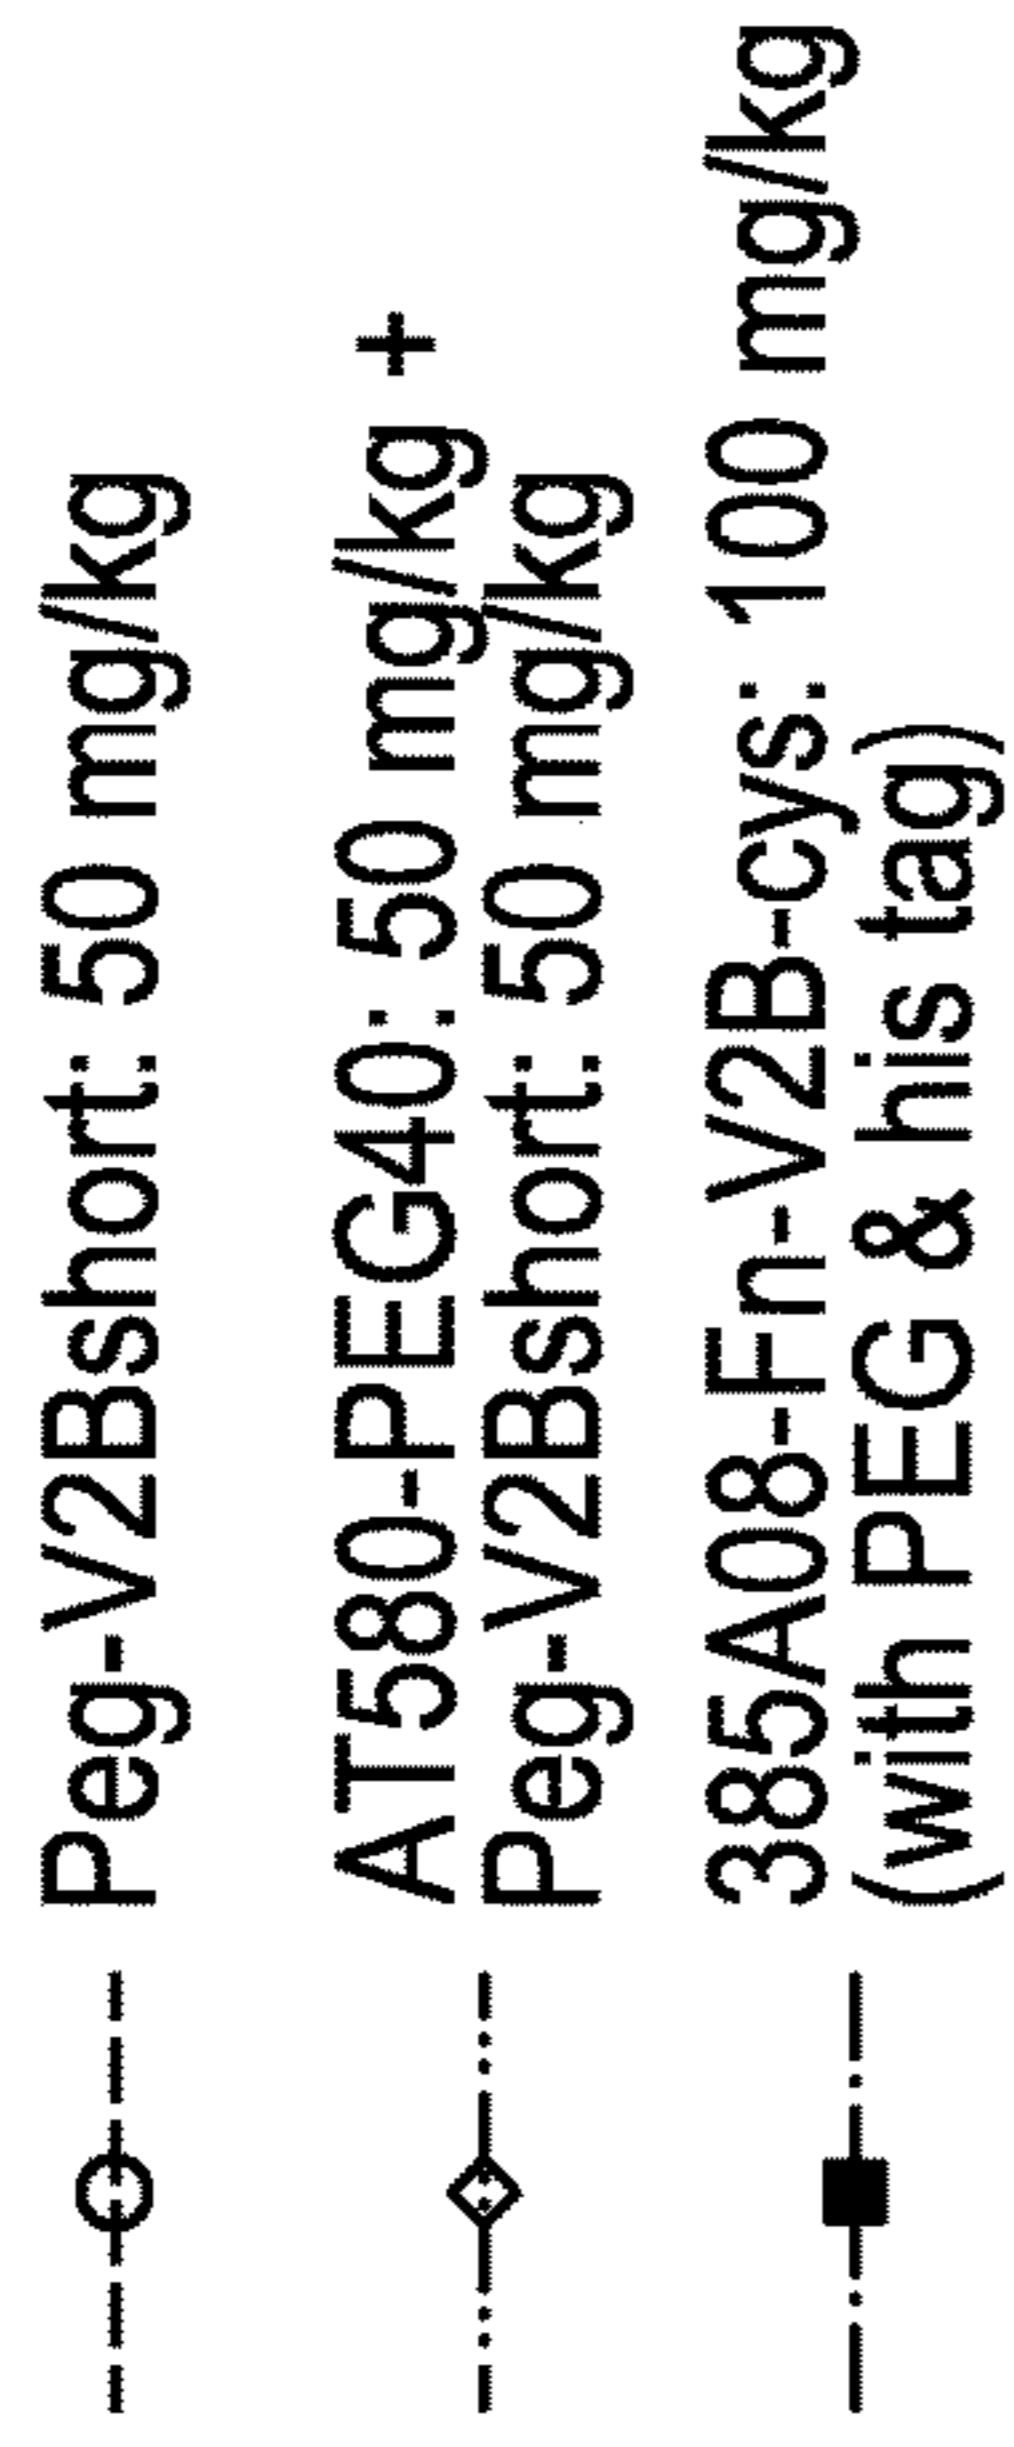 Peg-V2Bshort: 50 mg/kg
AT580-PEG40: 50 mg/kg +
Peg-V2Bshort: 50 mg/kg
385A08-Fn-V2B-cys: 100 mg/kg
(with PEG & his tag)